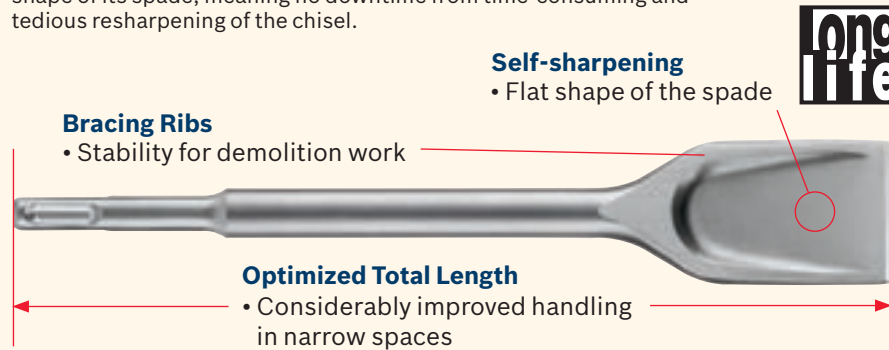 shape of its spade, meaning no downtime from time-consuming and
tedious resharpening of the chisel.
long
life
Self-sharpening
• Flat shape of the spade
Bracing Ribs
• Stability for demolition work
Optimized Total Length
• Considerably improved handling
in narrow spaces